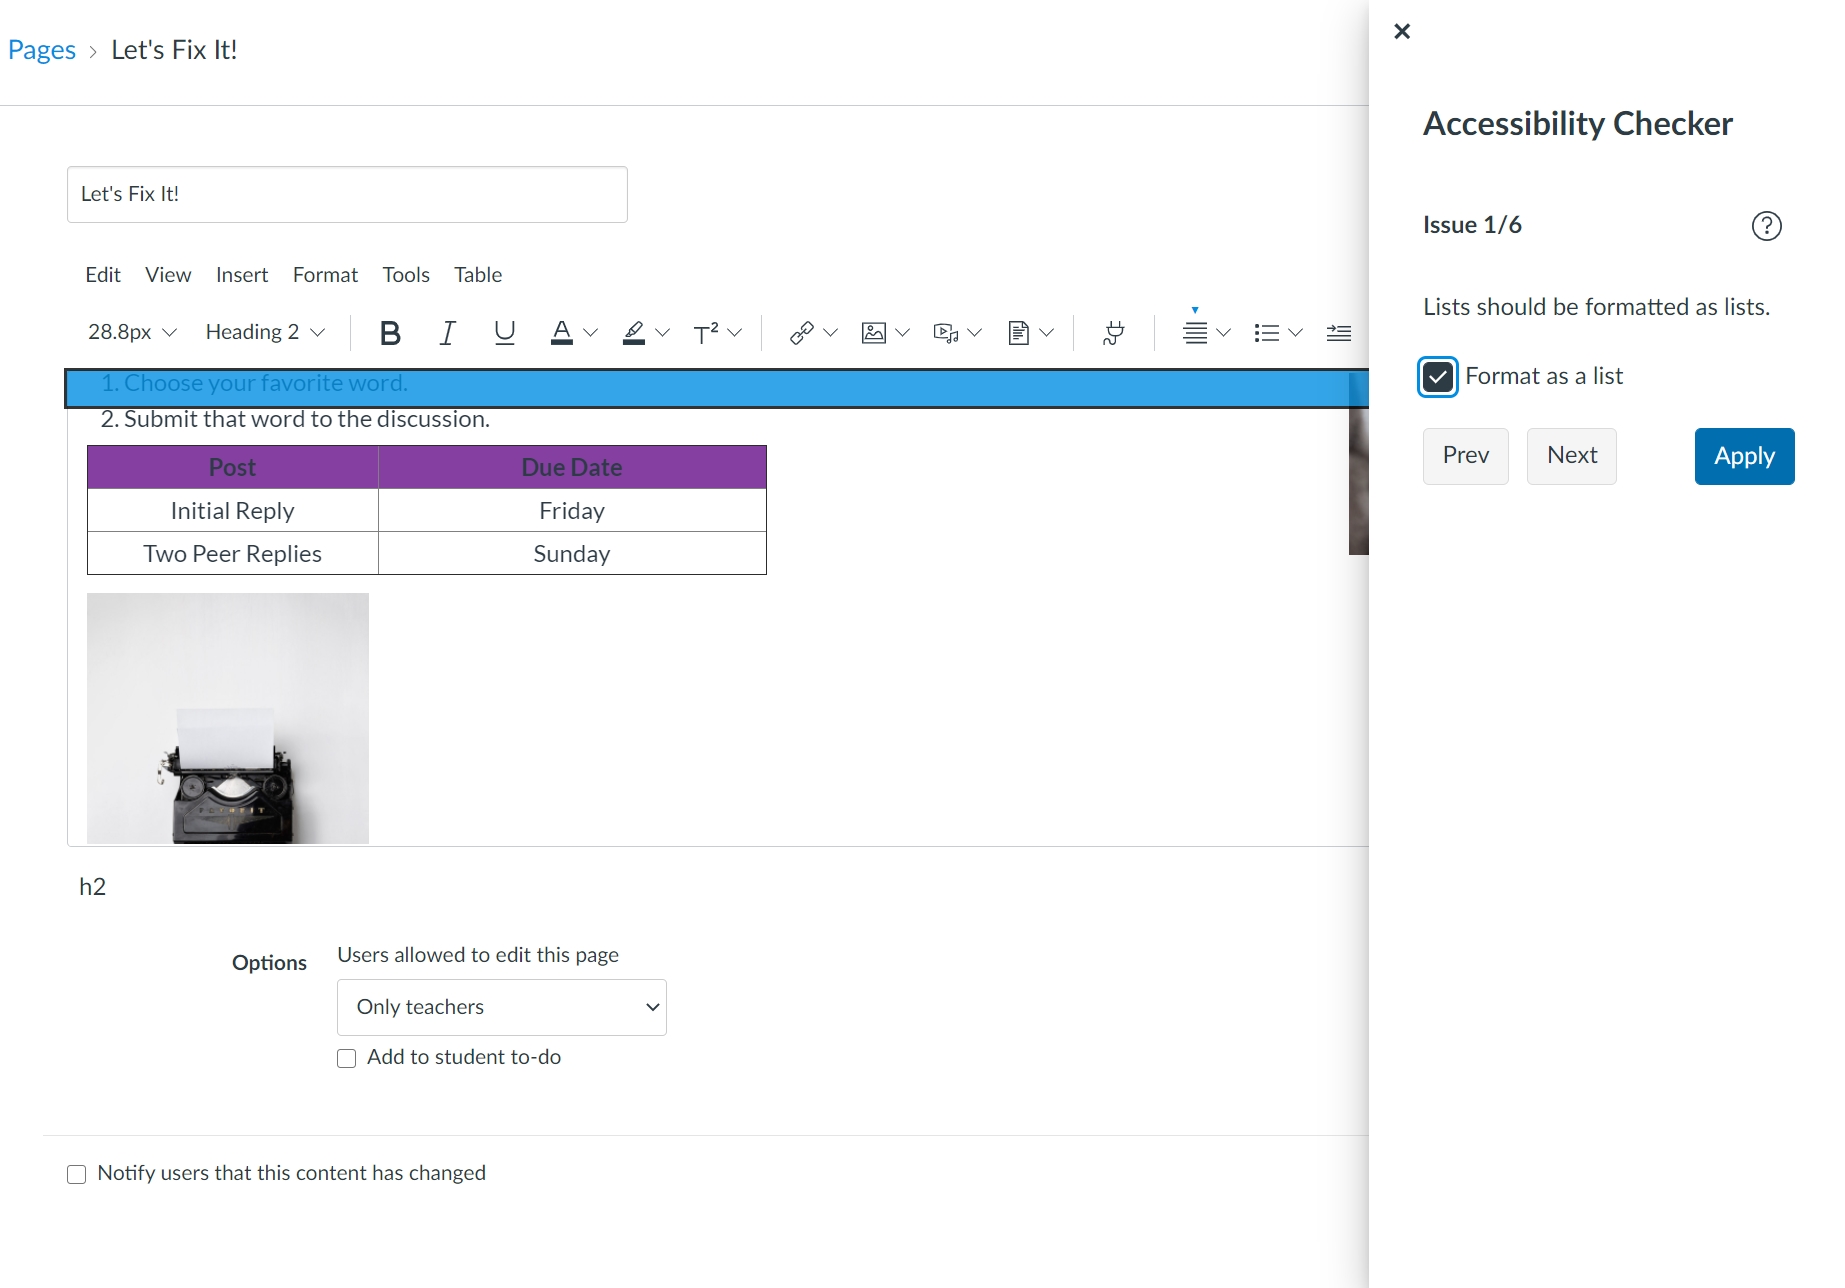 Pages > Let's Fix It!
Let's Fix It!
Edit View Insert Format Tools Table
28.8px Heading 2 B I U A T²
1. Choose your favorite word.
2. Submit that word to the discussion.
Post Due Date
Initial Reply Friday
Two Peer Replies Sunday
h2
Options Users allowed to edit this page
Only teachers
Add to student to-do
Notify users that this content has changed
Accessibility Checker
Issue 1/6 ?
Lists should be formatted as lists.
Format as a list
Prev Next Apply